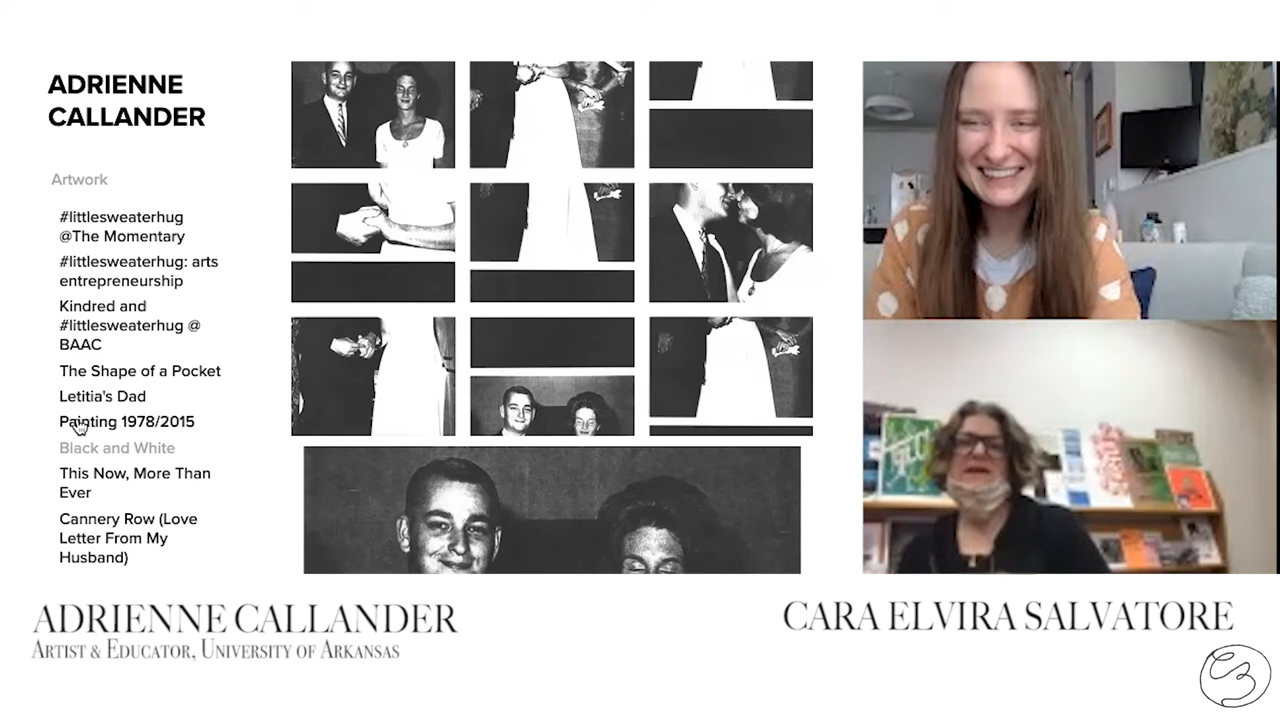 ADRIENNE
CALLANDER
Artwork
#littlesweaterhug
@The Momentary
#littlesweaterhug: arts
entrepreneurship
Kindred and
#littlesweaterhug @
BAAC
The Shape of a Pocket
Letitia's Dad
Painting 1978/2015
Black and White
This Now, More Than
Ever
Cannery Row (Love
Letter From My
Husband)
ADRIENNE CALLANDER
ARTIST & EDUCATOR, UNIVERSITY OF ARKANSAS
CARA ELVIRA SALVATORE